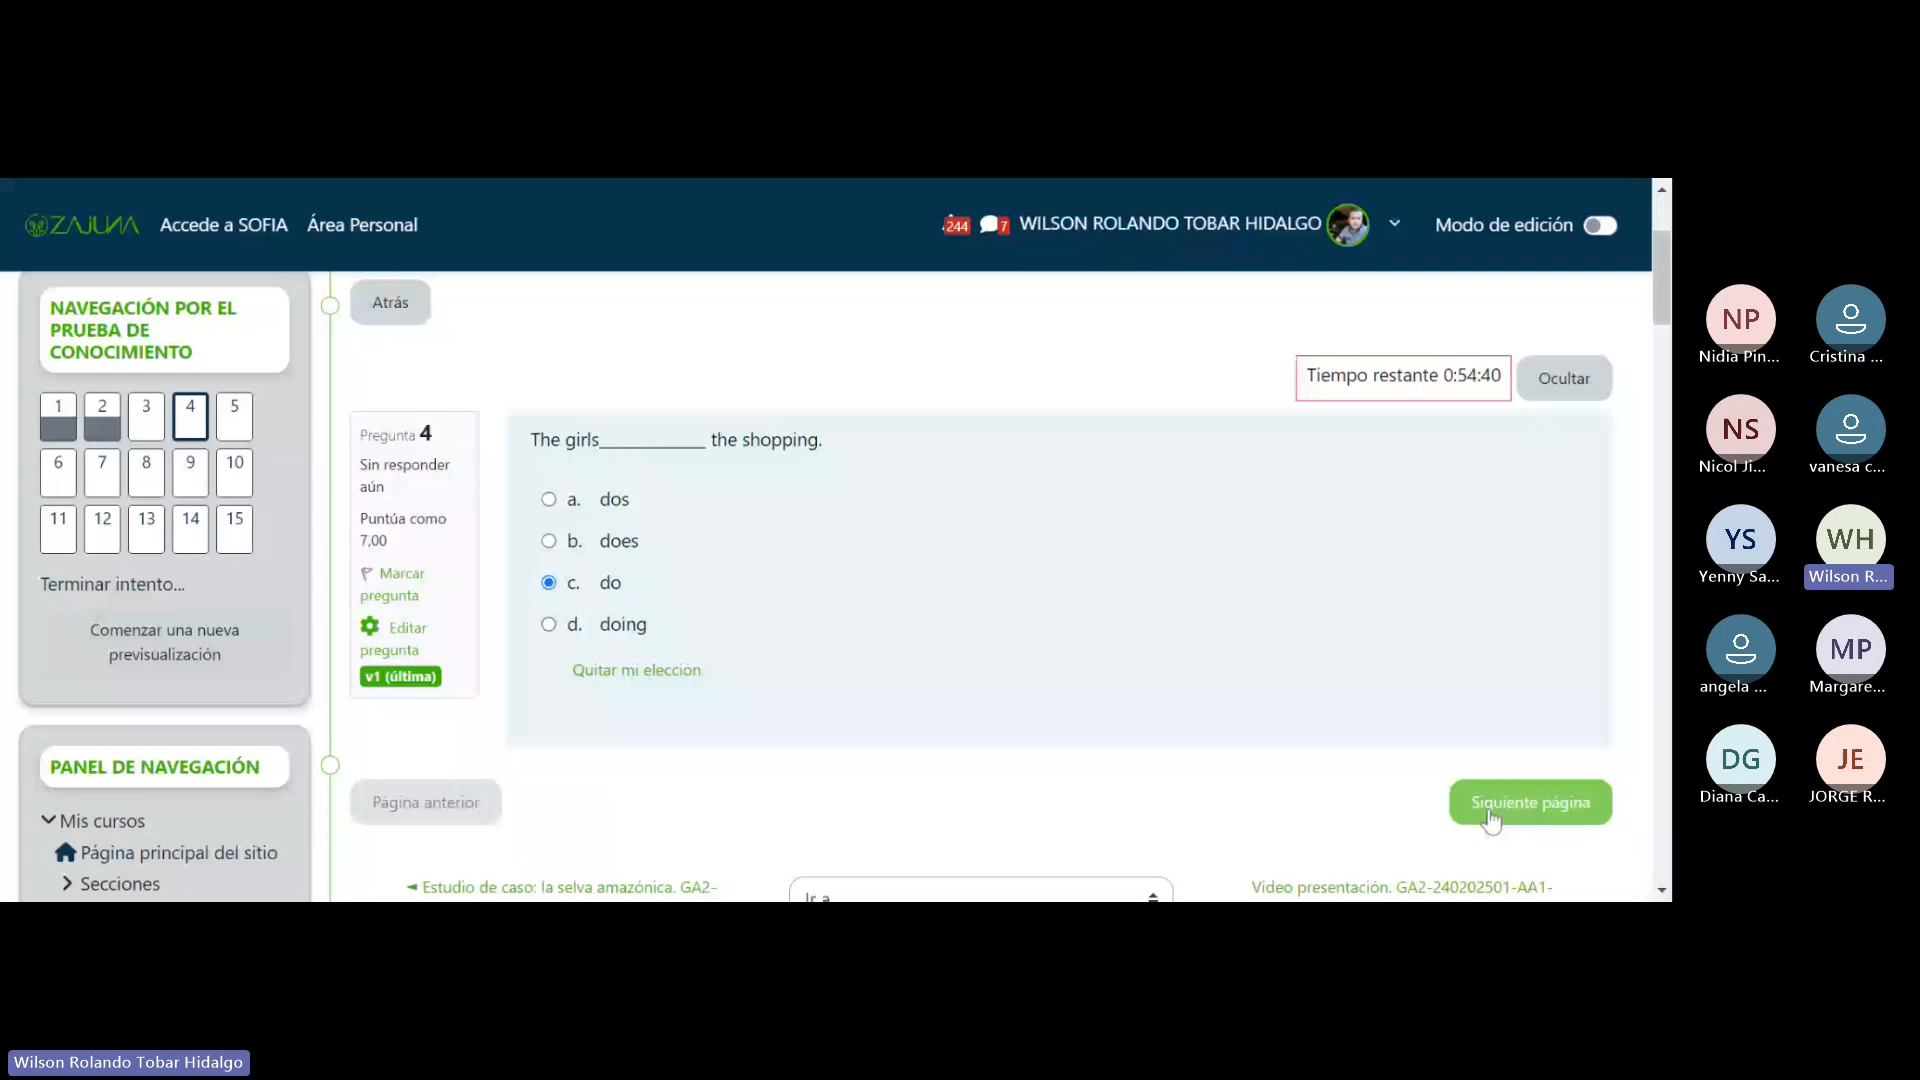 ZAJUNA Accede a SOFIA Área Personal
244 7 WILSON ROLANDO TOBAR HIDALGO Modo de edición
NAVEGACIÓN POR EL
PRUEBA DE
CONOCIMIENTO
1 2 3 4 5
6 7 8 9 10
11 12 13 14 15
Terminar intento...
Comenzar una nueva
previsualización
PANEL DE NAVEGACIÓN
Mis cursos
Página principal del sitio
Secciones
Atrás
Tiempo restante 0:54:40
Ocultar
Pregunta 4
Sin responder
aún
Puntúa como
7,00
Marcar
pregunta
Editar
pregunta
v1 (última)
The girls____________ the shopping.
a. dos
b. does
c. do
d. doing
Quitar mi elección
Página anterior
Siguiente página
◄ Estudio de caso: la selva amazónica. GA2-
Ir a
Video presentación. GA2-240202501-AA1-
NP
Nidia Pin...
Cristina ...
NS
Nicol Ji...
vanesa c...
YS
Yenny Sa...
WH
Wilson R...
angela ...
MP
Margare...
DG
Diana Ca...
JE
JORGE R...
Wilson Rolando Tobar Hidalgo